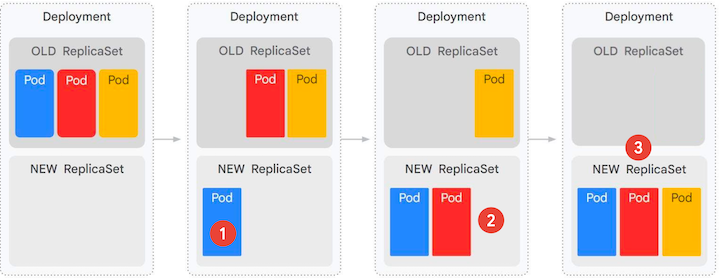 Deployment
OLD ReplicaSet
Pod Pod Pod
NEW ReplicaSet
Deployment
OLD ReplicaSet
Pod Pod
NEW ReplicaSet
Pod
1
Deployment
OLD ReplicaSet
Pod
NEW ReplicaSet
Pod Pod
2
Deployment
OLD ReplicaSet
3
NEW ReplicaSet
Pod Pod Pod